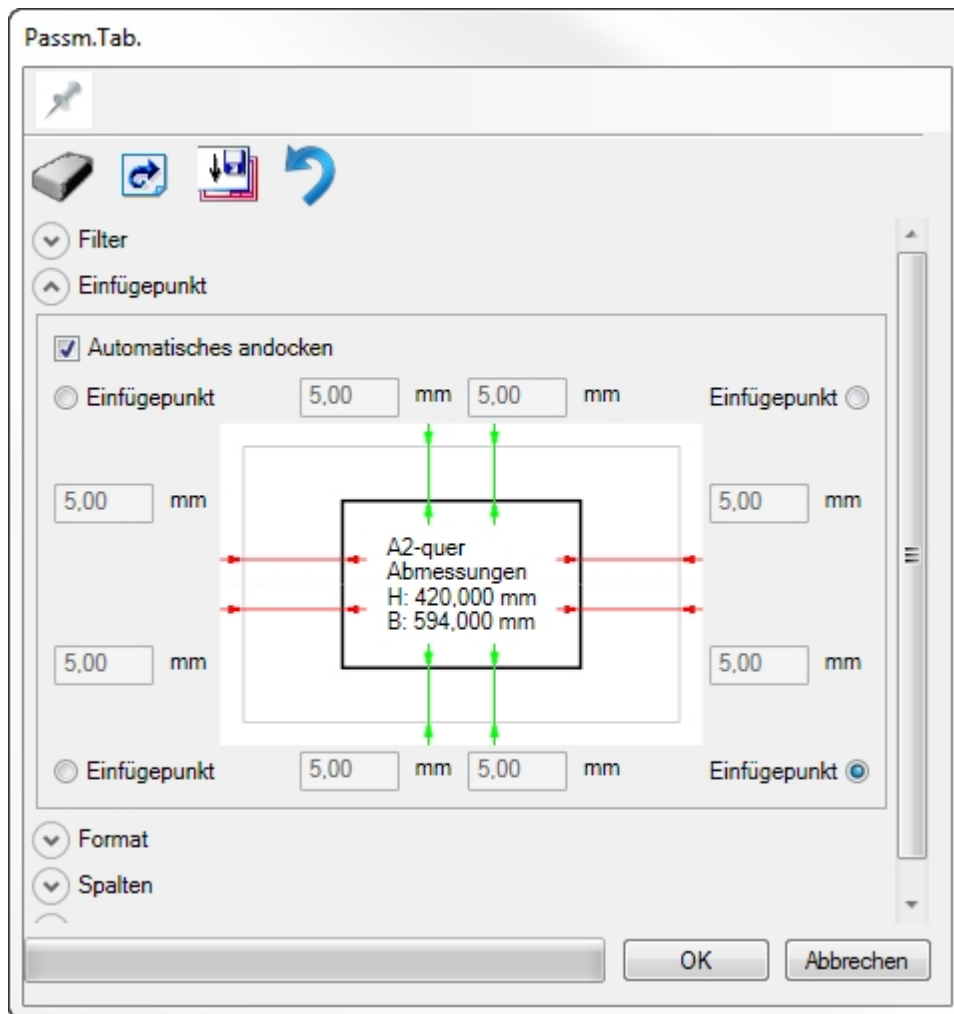 Passm.Tab.
Filter
Einfügepunkt
Automatisches andocken
Einfügepunkt 5,00 mm 5,00 mm Einfügepunkt
5,00 mm 5,00 mm
A2-quer
Abmessungen
H: 420,000 mm
B: 594,000 mm
5,00 mm 5,00 mm
Einfügepunkt 5,00 mm 5,00 mm Einfügepunkt
Format
Spalten
OK Abbrechen